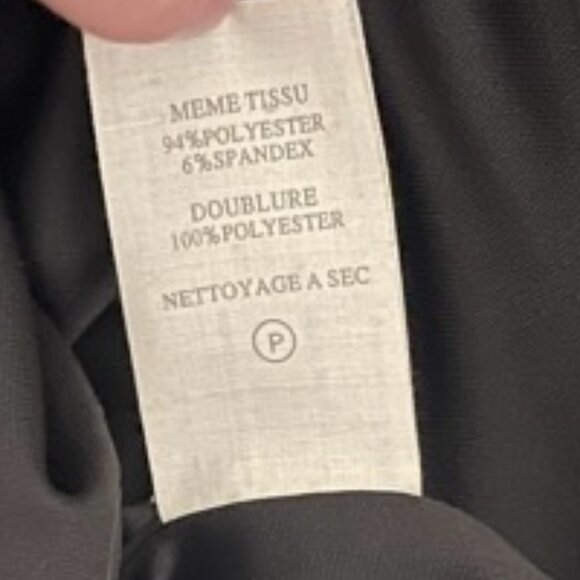 MEME TISSU
94%POLYESTER
6%SPANDEX
DOUBLURE
100%POLYESTER
NETTOYAGE A SEC
P